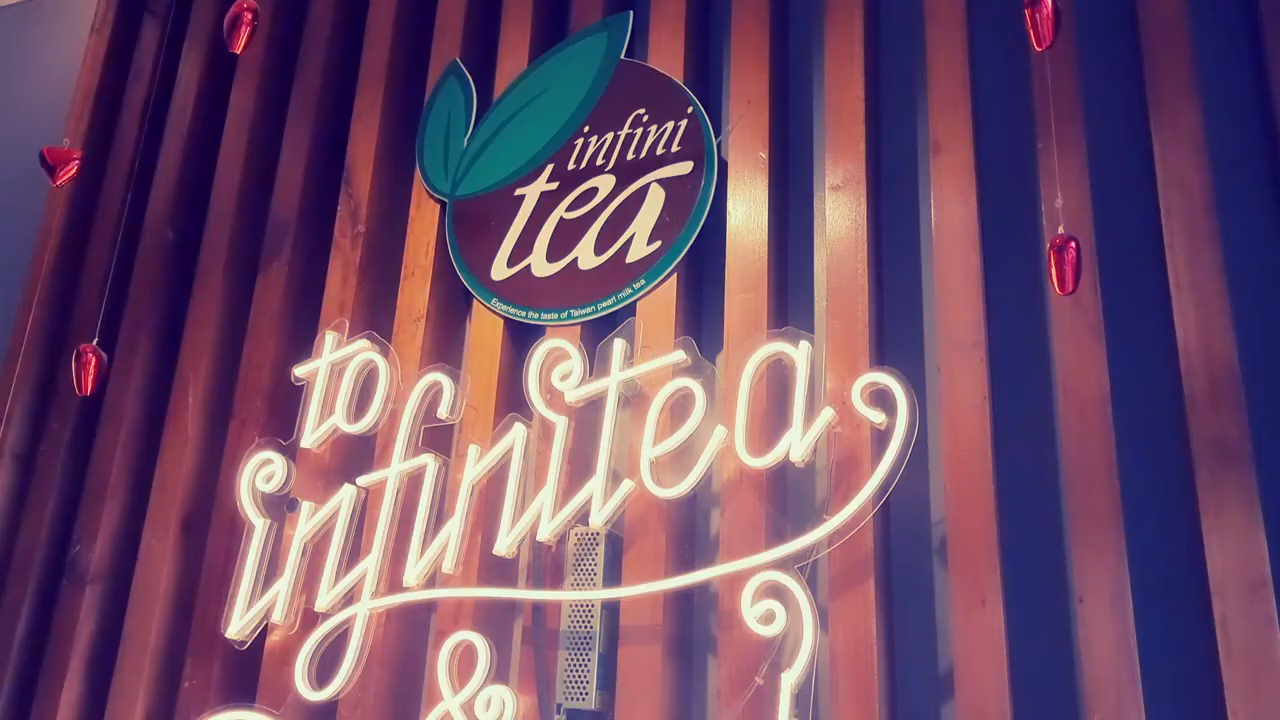 infini
tea
Experience the taste of Taiwan pearl milk tea
to
infinitea
&